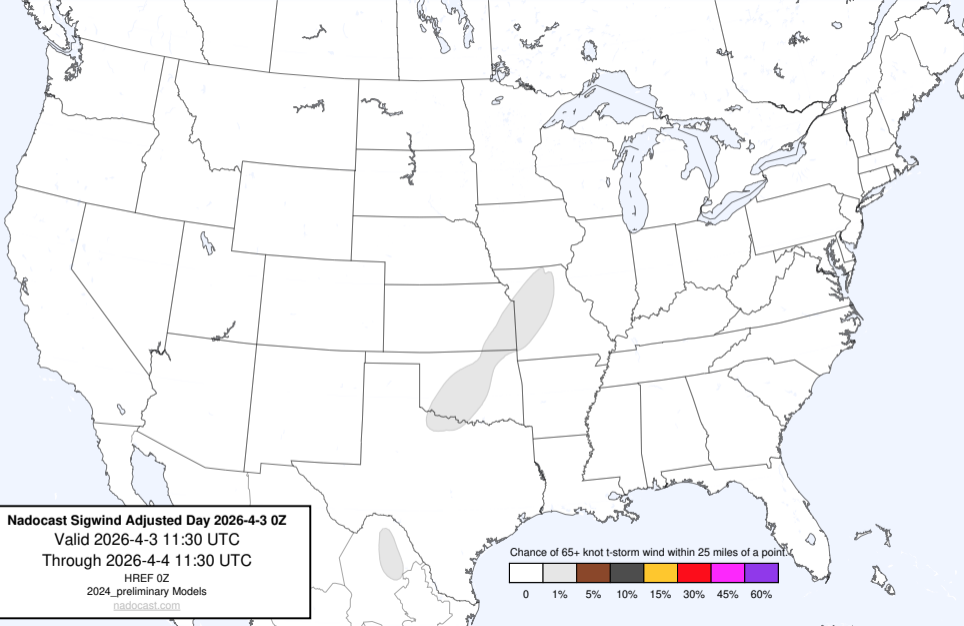 Nadocast Sigwind Adjusted Day 2026-4-3 0Z
Valid 2026-4-3 11:30 UTC
Through 2026-4-4 11:30 UTC
HREF 0Z
2024_preliminary Models
nadocast.com
Chance of 65+ knot t-storm wind within 25 miles of a point.
0 1% 5% 10% 15% 30% 45% 60%